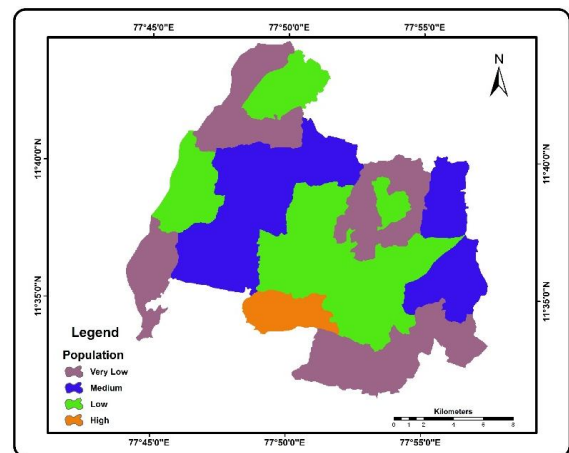 77°45'0"E 77°50'0"E 77°55'0"E
N
11°40'0"N 11°40'0"N
11°35'0"N 11°35'0"N
Legend
Population
Very Low
Medium
Low
High
Kilometers
0 1 2 4 6 8
77°45'0"E 77°50'0"E 77°55'0"E